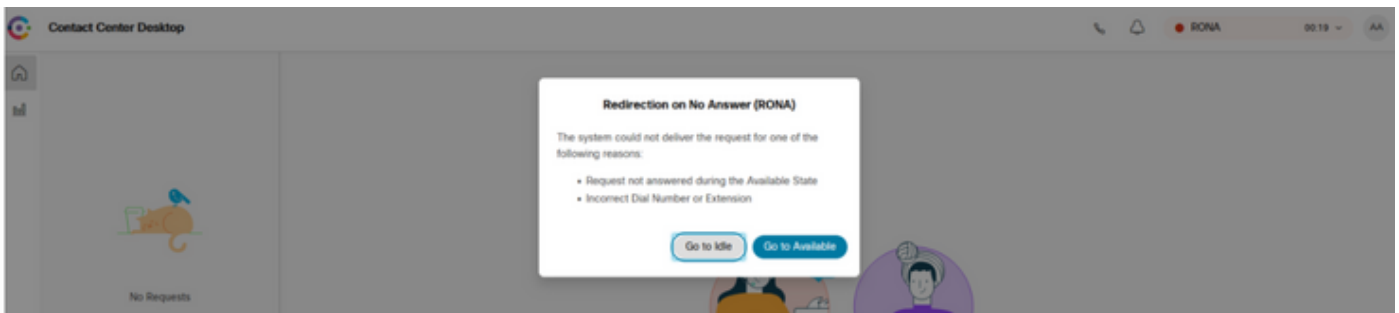 Contact Center Desktop
RONA 00:19 AA
Redirection on No Answer (RONA)
The system could not deliver the request for one of the
following reasons:
• Request not answered during the Available State
• Incorrect Dial Number or Extension
Go to Idle Go to Available
No Requests